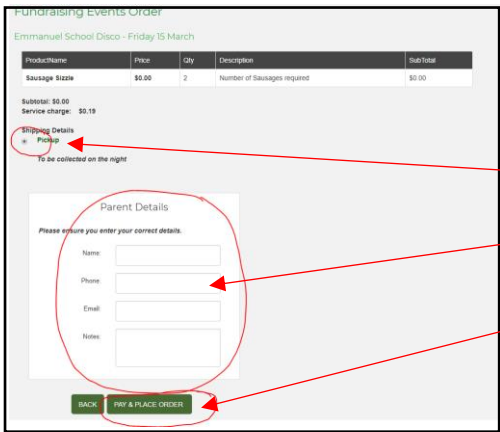 Fundraising Events Order
Emmanuel School Disco - Friday 15 March
ProductName Price Qty Description SubTotal
Sausage Sizzle $0.00 2 Number of Sausages required $0.00
Subtotal: $0.00
Service charge: $0.19
Shipping Details
Pickup
To be collected on the night
Parent Details
Please ensure you enter your correct details.
Name:
Phone:
Email:
Notes:
BACK PAY & PLACE ORDER